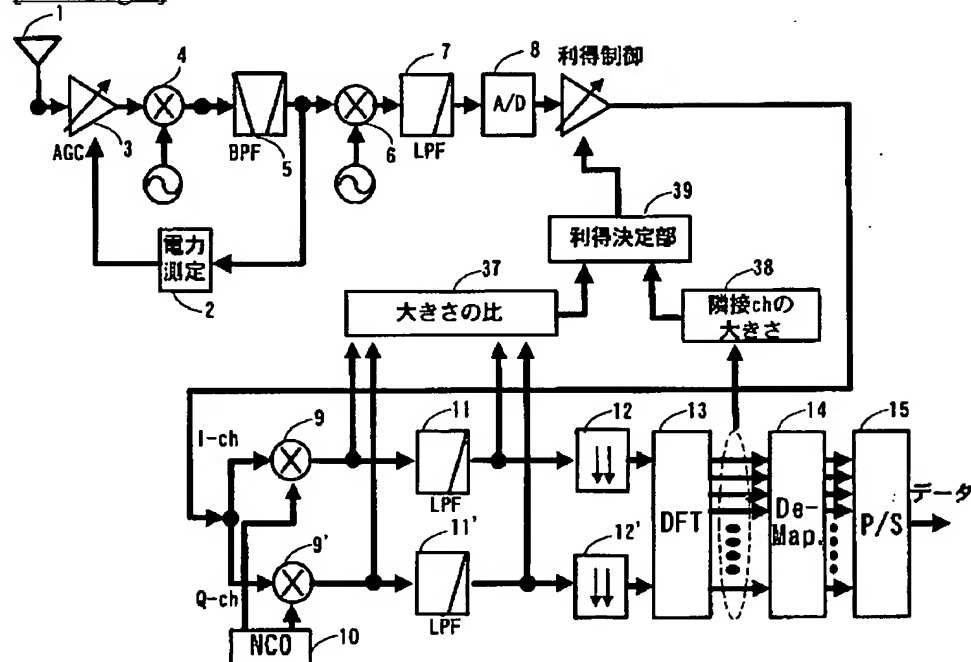 1
4
7
8
利得制御
A/D
AGC
3
BPF
5
6
LPF
39
電力
測定
2
37
利得決定部
38
大きさの比
隣接chの
大きさ
I-ch
9
11
12
13
14
15
LPF
データ
DFT
De-
Map.
P/S
Q-ch
9'
11'
12'
LPF
NCO
10